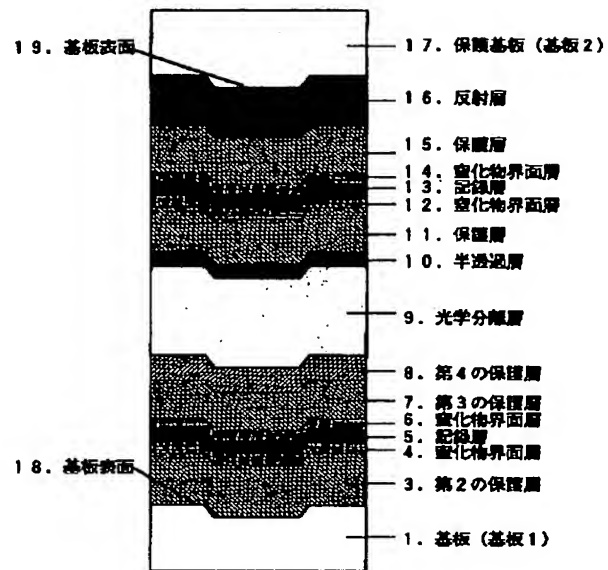 19. 基板表面
17. 保護基板 (基板2)
16. 反射層
15. 保護層
14. 窒化物界面層
13. 記録層
12. 窒化物界面層
11. 保護層
10. 半透過層
9. 光学分離層
8. 第4の保護層
7. 第3の保護層
6. 窒化物界面層
5. 記録層
4. 窒化物界面層
18. 基板表面
3. 第2の保護層
1. 基板 (基板1)